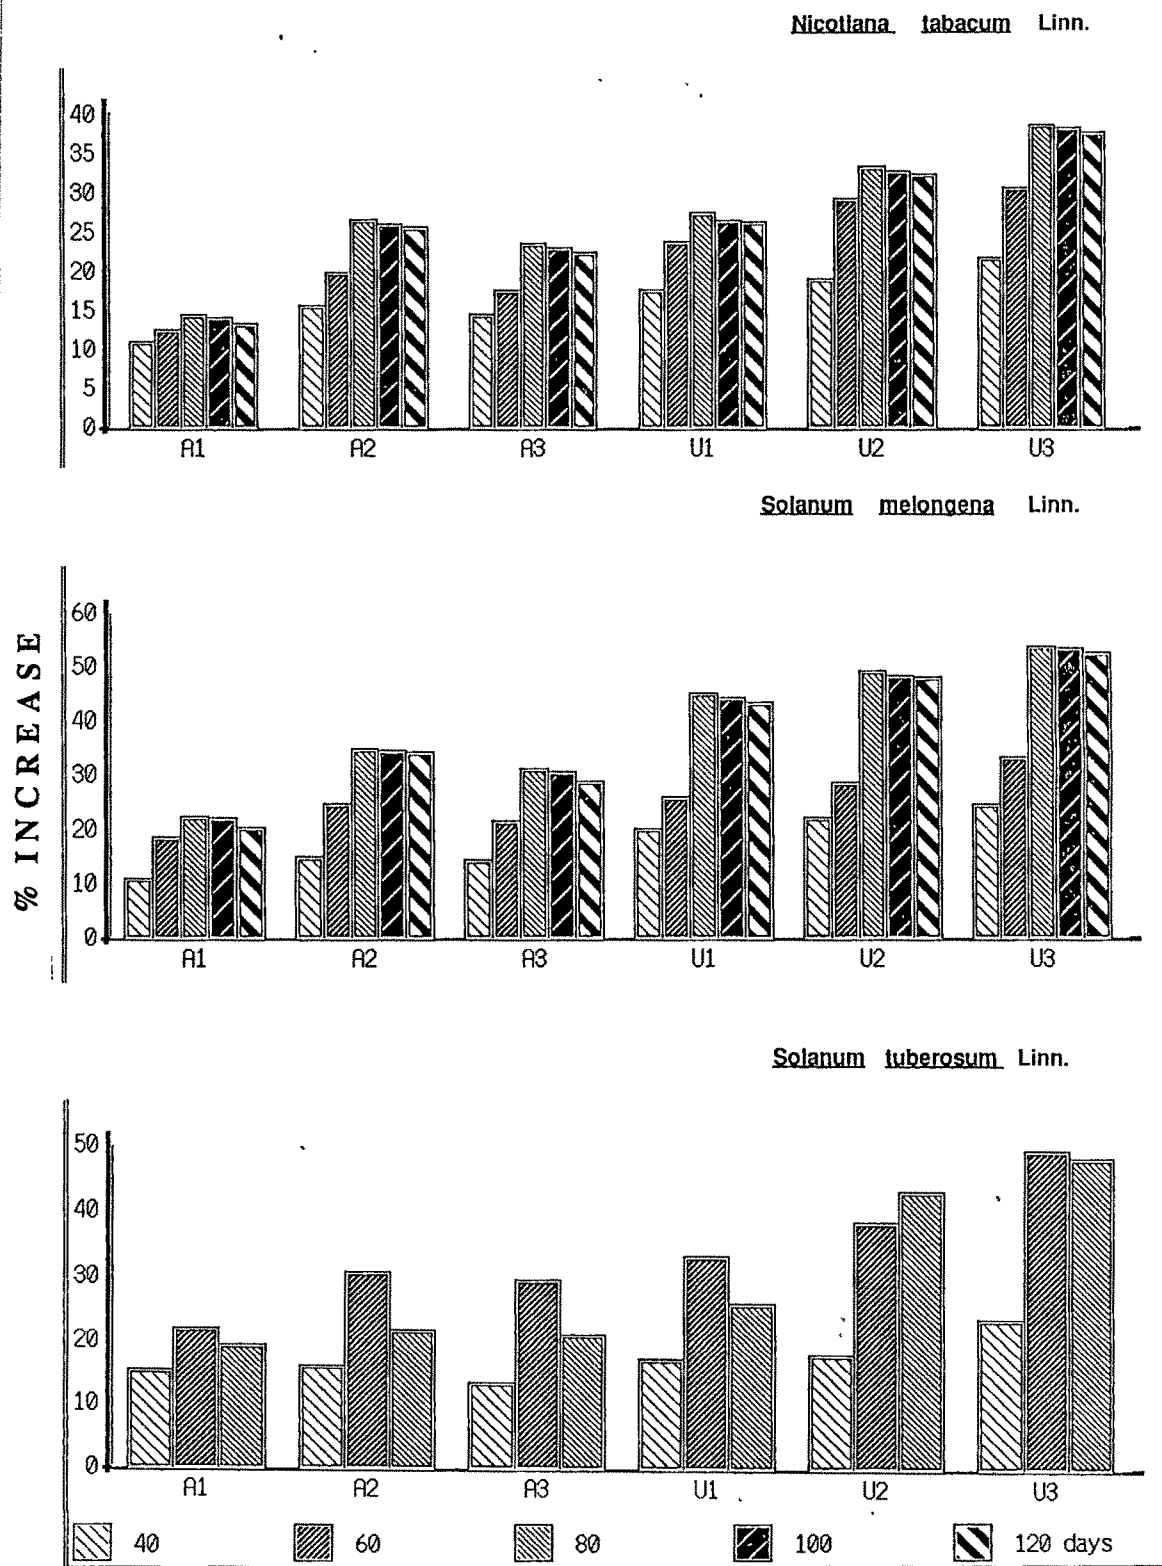 Nicotiana tabacum Linn.
40
35
30
25
20
15
10
5
0
A1 A2 A3 U1 U2 U3
Solanum melongena Linn.
% INCREASE
60
50
40
30
20
10
0
A1 A2 A3 U1 U2 U3
Solanum tuberosum Linn.
50
40
30
20
10
0
A1 A2 A3 U1 U2 U3
40 60 80 100 120 days